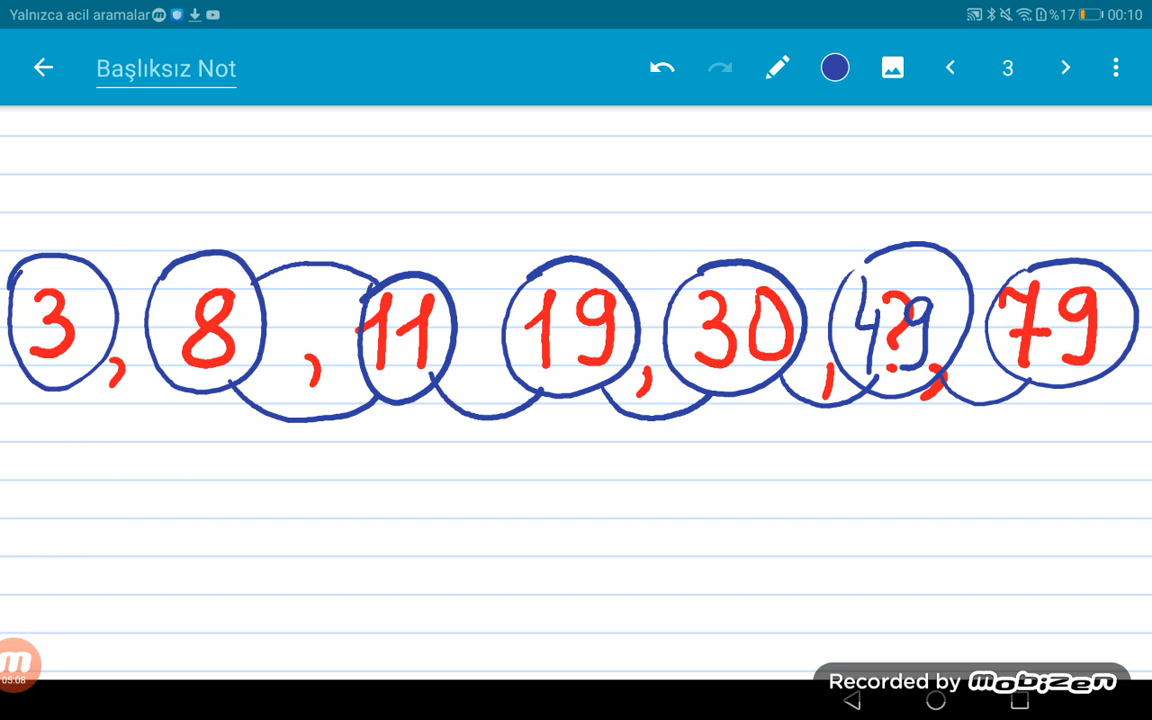 Yalnızca acil aramalar %17 00:10
Başlıksız Not 3
3, 8, 11 19, 30, 49?, 79
05:08
Recorded by mobizen